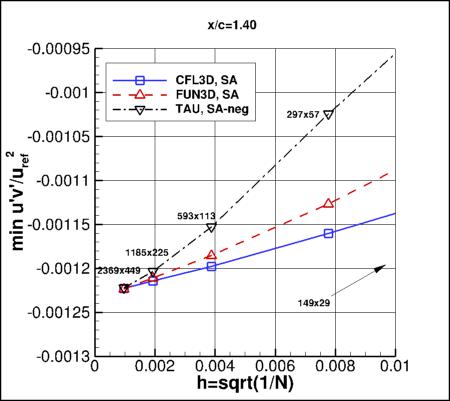 x/c=1.40
-0.00095
-0.001
-0.00105
-0.0011
-0.00115
-0.0012
-0.00125
-0.0013
min u'v'/u_ref^2
CFL3D, SA
FUN3D, SA
TAU, SA-neg
297x57
593x113
1185x225
2369x449
149x29
0 0.002 0.004 0.006 0.008 0.01
h=sqrt(1/N)